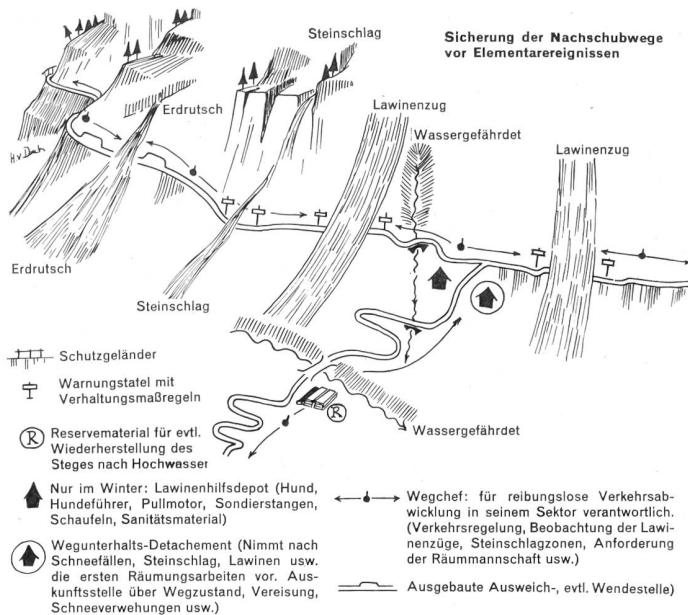 Sicherung der Nachschubwege
vor Elementarereignissen
Steinschlag
Erdrutsch
Lawinenzug
Wassergefährdet
Lawinenzug
H.v.Dach
Erdrutsch
Steinschlag
Wassergefährdet
Schutzgeländer
Warnungstafel mit
Verhaltungsmaßregeln
R
R Reservematerial für evtl.
Wiederherstellung des
Steges nach Hochwasser
Nur im Winter: Lawinenhilfsdepot (Hund,
Hundeführer, Pullmotor, Sondierstangen,
Schaufeln, Sanitätsmaterial)
Wegunterhalts-Detachement (Nimmt nach
Schneefällen, Steinschlag, Lawinen usw.
die ersten Räumungsarbeiten vor. Aus-
kunftsstelle über Wegzustand, Vereisung,
Schneeverwehungen usw.)
Wegchef: für reibungslose Verkehrsab-
wicklung in seinem Sektor verantwortlich.
(Verkehrsregelung, Beobachtung der Lawi-
nenzüge, Steinschlagzonen, Anforderung
der Räummannschaft usw.)
Ausgebaute Ausweich-, evtl. Wendestelle)